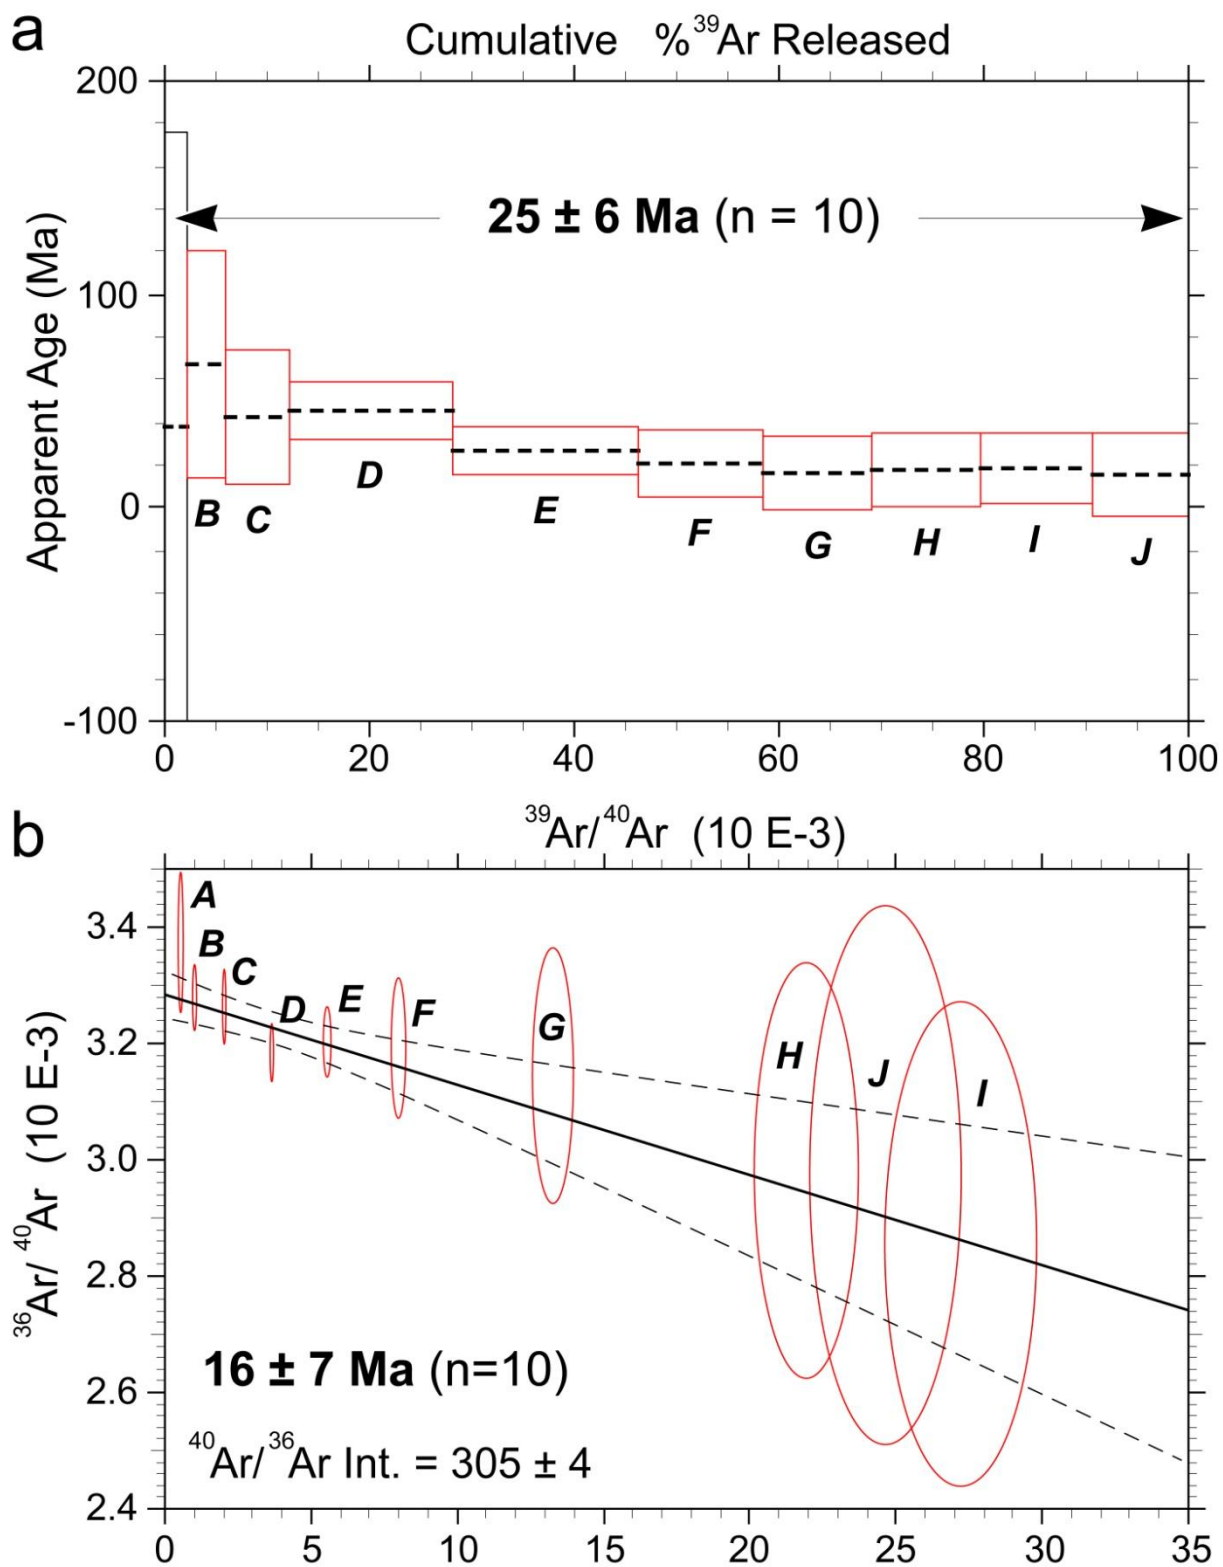 a
Cumulative %³⁹Ar Released
200
100
0
-100
Apparent Age (Ma)
25 ± 6 Ma (n = 10)
B
C
D
E
F
G
H
I
J
0 20 40 60 80 100
b
³⁹Ar/⁴⁰Ar (10 E-3)
3.4
3.2
3.0
2.8
2.6
2.4
³⁶Ar/ ⁴⁰Ar (10 E-3)
A
B
C
D
E
F
G
H
J
I
16 ± 7 Ma (n=10)
⁴⁰Ar/³⁶Ar Int. = 305 ± 4
0 5 10 15 20 25 30 35